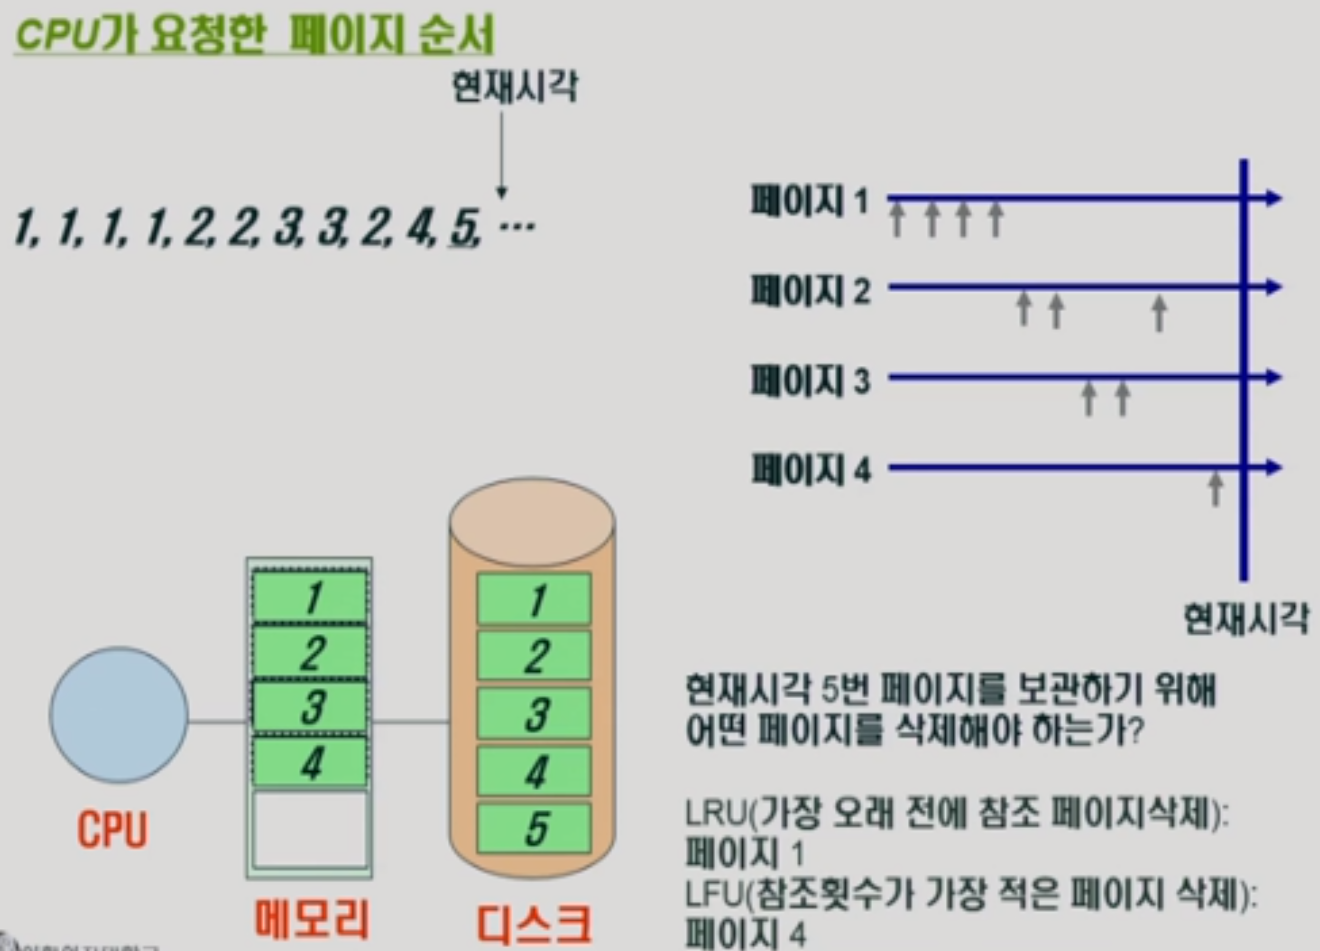 CPU가 요청한 페이지 순서
현재시각
1, 1, 1, 1, 2, 2, 3, 3, 2, 4, 5, ···
페이지 1
페이지 2
페이지 3
페이지 4
현재시각
1
2
3
4
1
2
3
4
5
CPU
메모리
디스크
현재시각 5번 페이지를 보관하기 위해
어떤 페이지를 삭제해야 하는가?
LRU(가장 오래 전에 참조 페이지삭제):
페이지 1
LFU(참조횟수가 가장 적은 페이지 삭제):
페이지 4